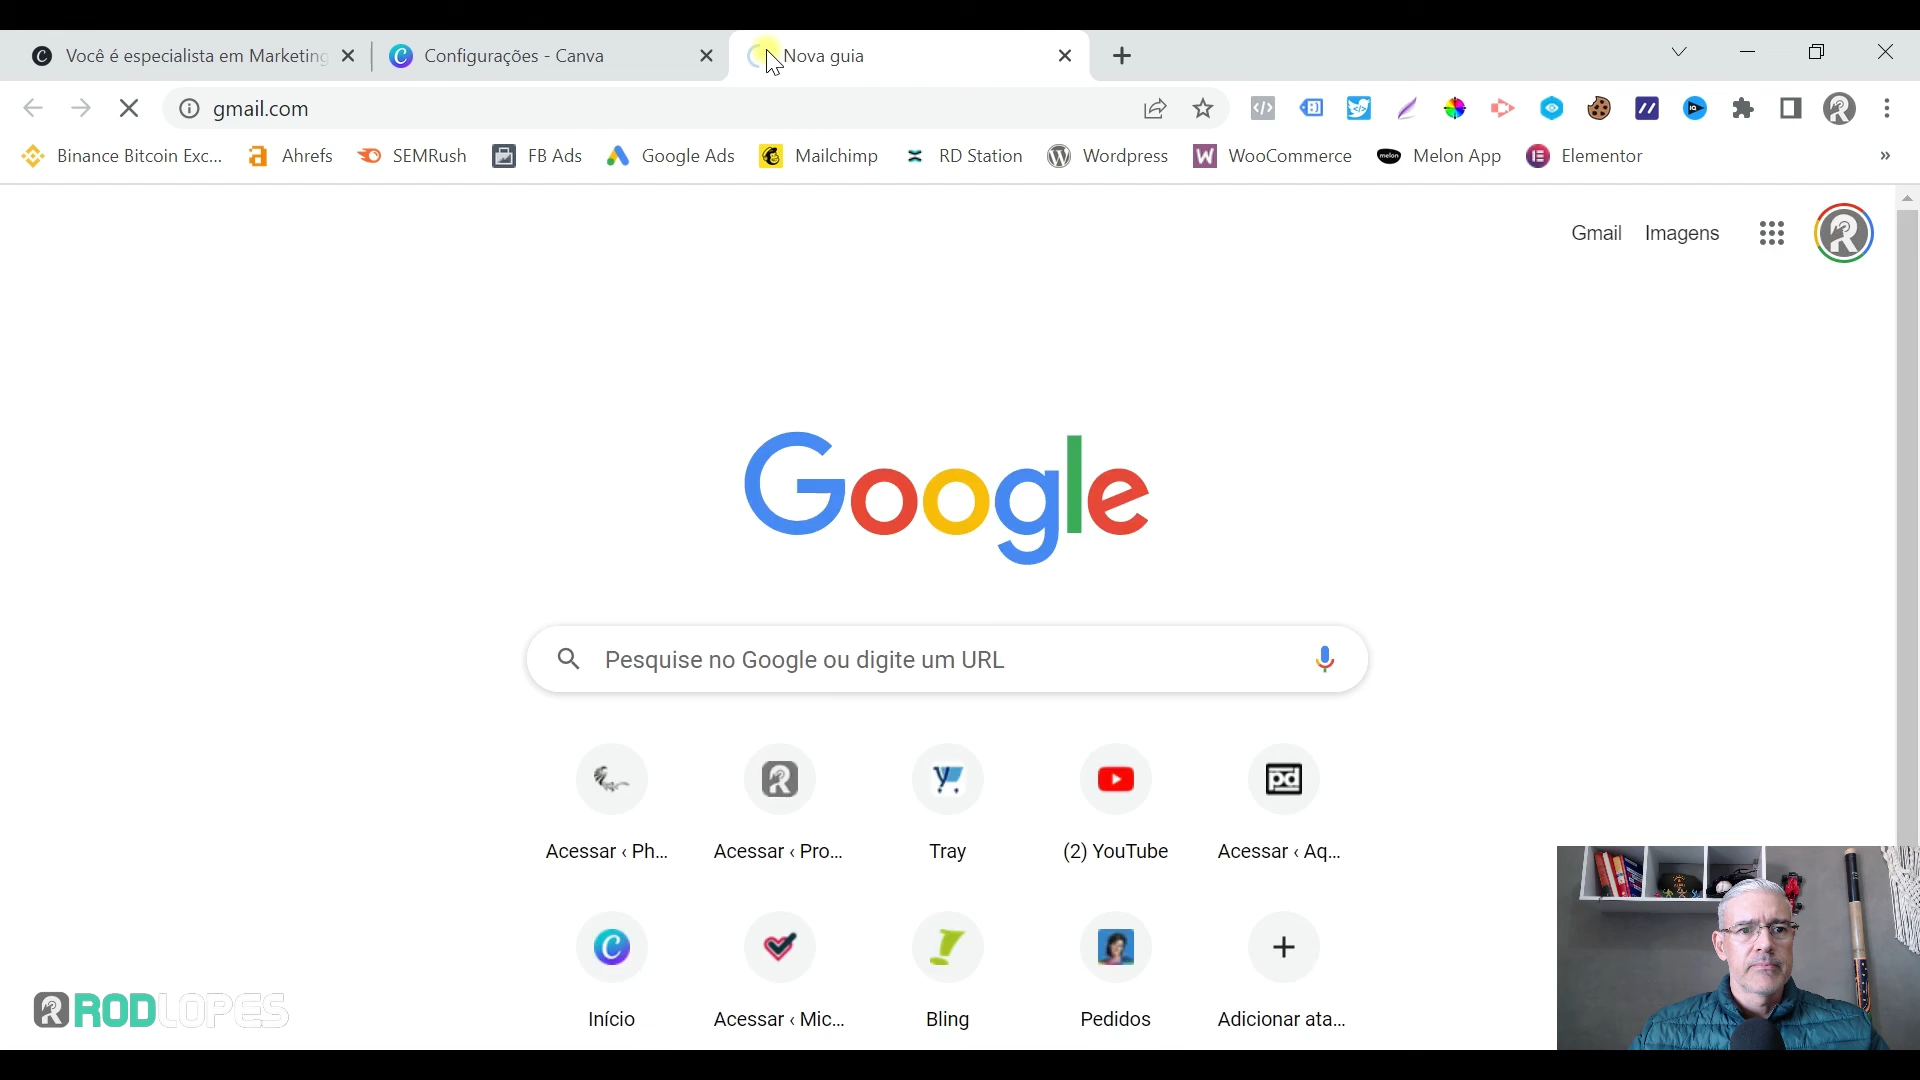 Você é especialista em Marketing
Configurações - Canva
Nova guia
gmail.com
Binance Bitcoin Exc...
Ahrefs
SEMRush
FB Ads
Google Ads
Mailchimp
RD Station
Wordpress
WooCommerce
Melon App
Elementor
»
Gmail
Imagens
Google
Pesquise no Google ou digite um URL
Acessar ‹ Ph...
Acessar ‹ Pro...
Tray
(2) YouTube
Acessar ‹ Aq...
Início
Acessar ‹ Mic...
Bling
Pedidos
Adicionar ata...
RODLOPES